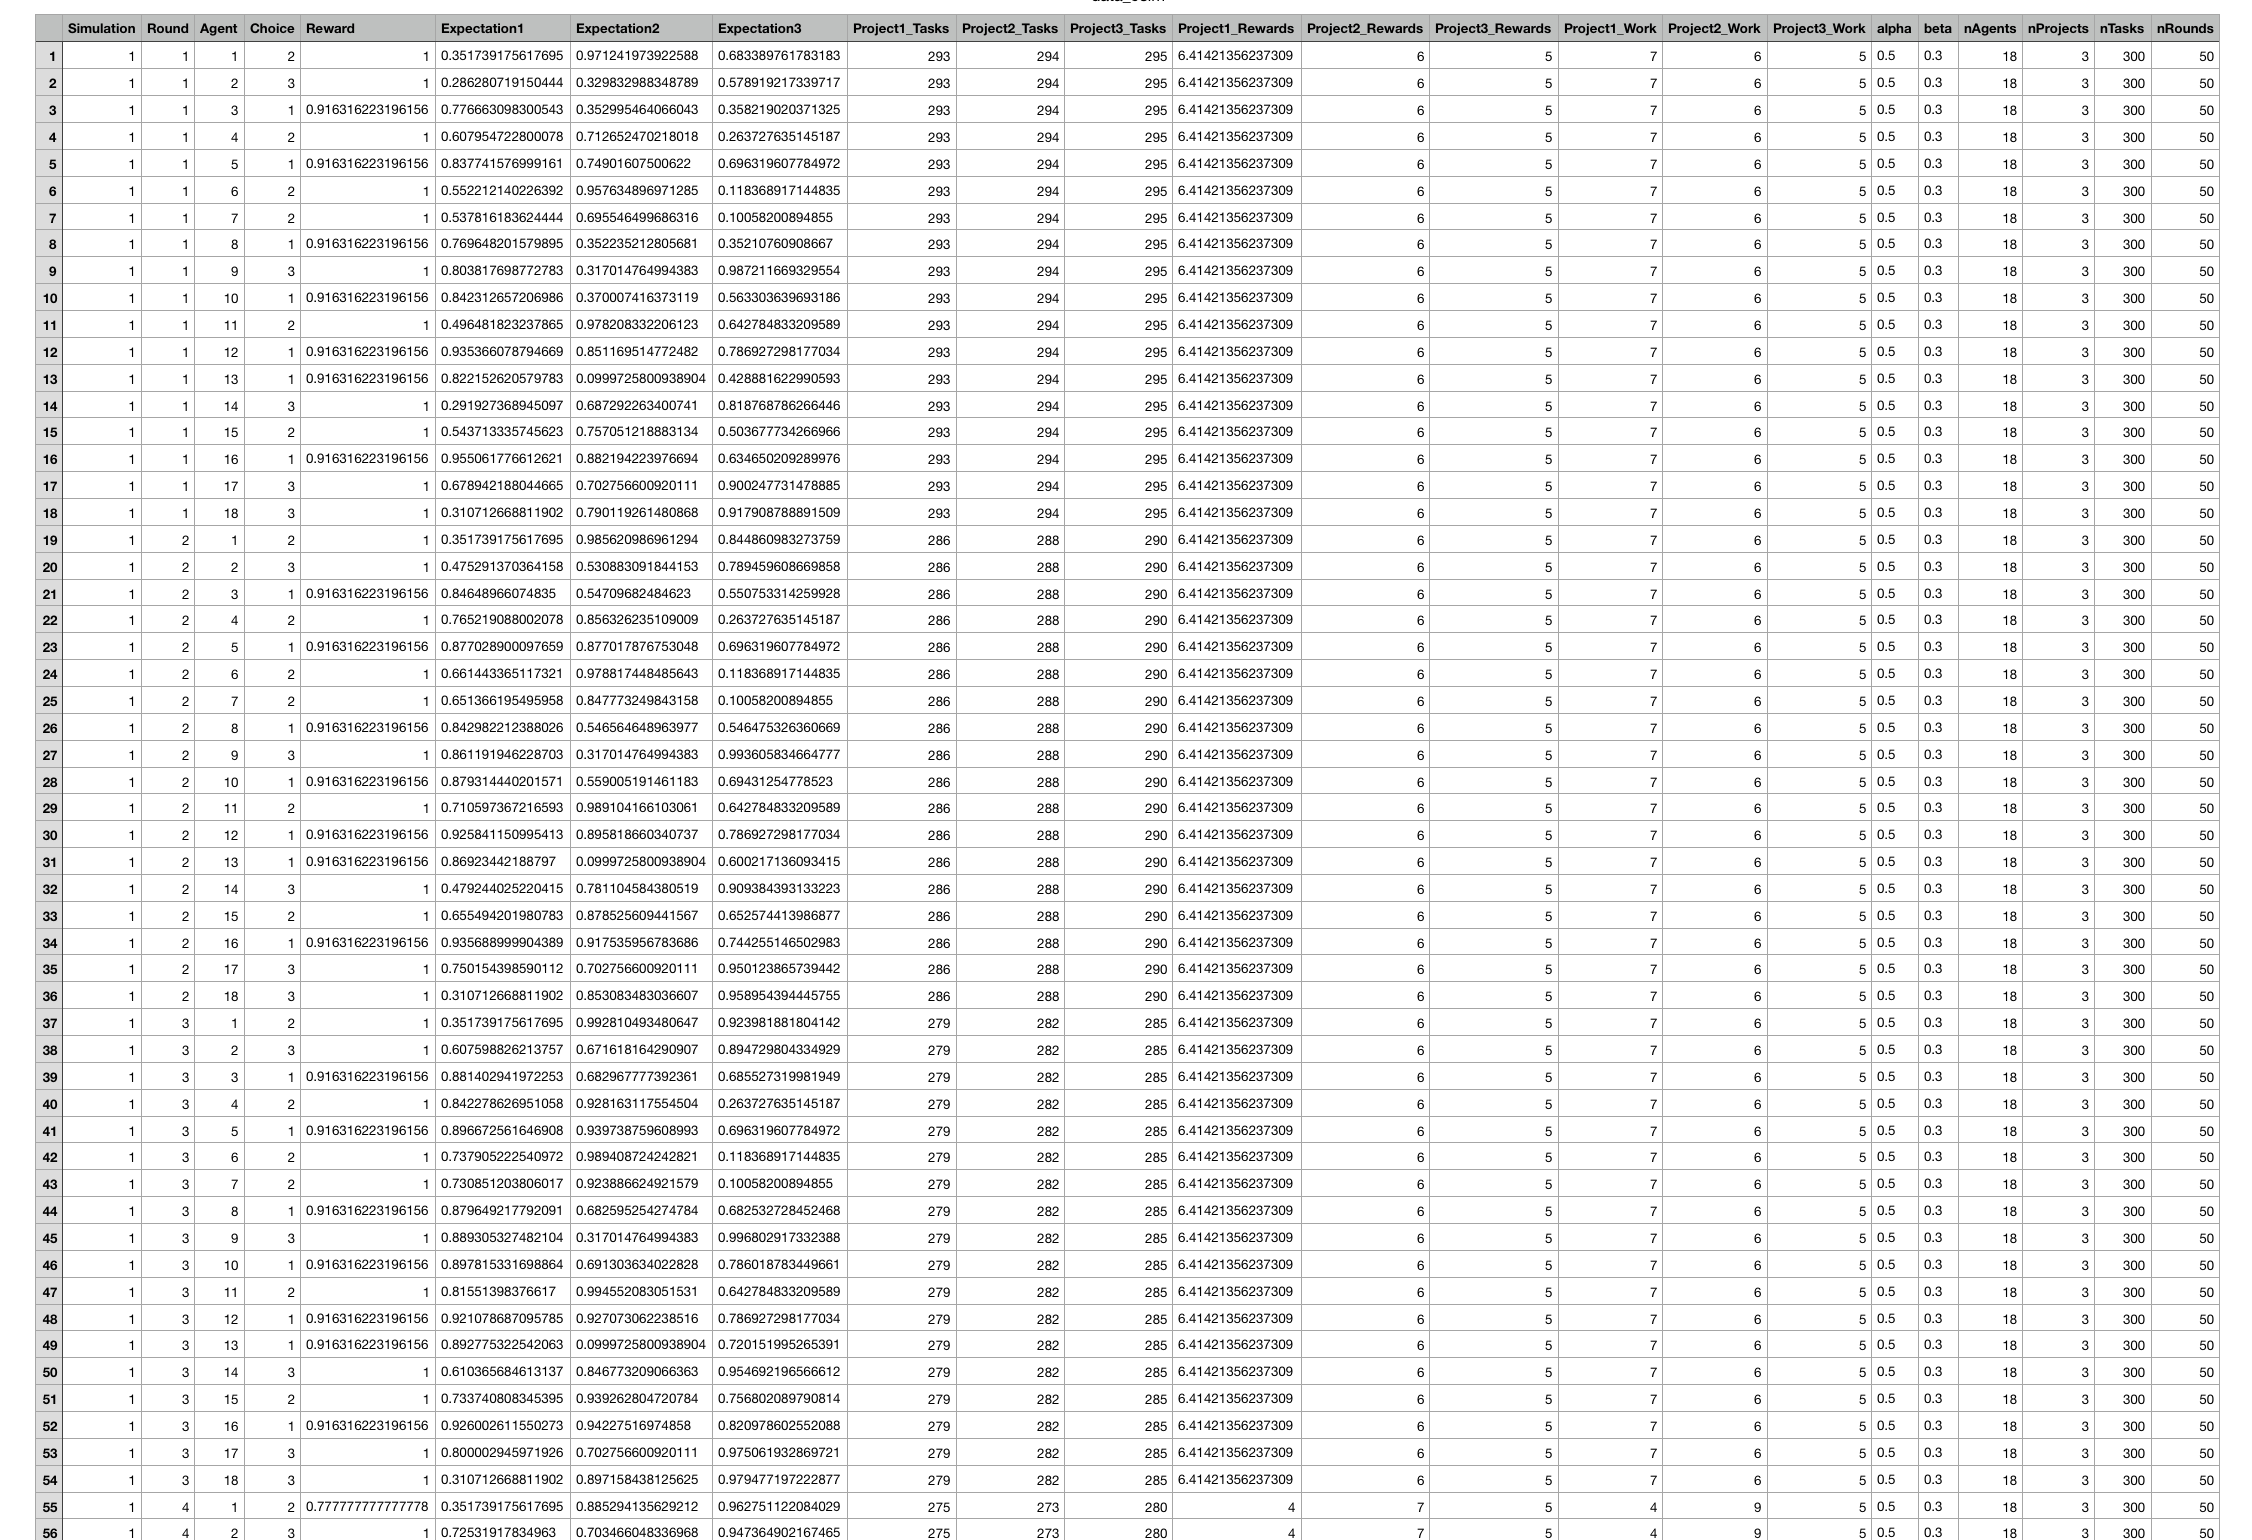 Simulation Round Agent Choice Reward Expectation1 Expectation2 Expectation3 Project1_Tasks Project2_Tasks Project3_Tasks Project1_Rewards Project2_Rewards Project3_Rewards Project1_Work Project2_Work Project3_Work alpha beta nAgents nProjects nTasks nRounds
1 1 1 1 2 1 0.351739175617695 0.971241973922588 0.683389761783183 293 294 295 6.41421356237309 6 5 7 6 5 0.5 0.3 18 3 300 50
2 1 1 2 3 1 0.286280719150444 0.329832988348789 0.578919217339717 293 294 295 6.41421356237309 6 5 7 6 5 0.5 0.3 18 3 300 50
3 1 1 3 1 0.916316223196156 0.776663098300543 0.352995464066043 0.358219020371325 293 294 295 6.41421356237309 6 5 7 6 5 0.5 0.3 18 3 300 50
4 1 1 4 2 1 0.607954722800078 0.712652470218018 0.263727635145187 293 294 295 6.41421356237309 6 5 7 6 5 0.5 0.3 18 3 300 50
5 1 1 5 1 0.916316223196156 0.837741576999161 0.74901607500622 0.696319607784972 293 294 295 6.41421356237309 6 5 7 6 5 0.5 0.3 18 3 300 50
6 1 1 6 2 1 0.552212140226392 0.957634896971285 0.118368917144835 293 294 295 6.41421356237309 6 5 7 6 5 0.5 0.3 18 3 300 50
7 1 1 7 2 1 0.537816183624444 0.695546499686316 0.10058200894855 293 294 295 6.41421356237309 6 5 7 6 5 0.5 0.3 18 3 300 50
8 1 1 8 1 0.916316223196156 0.769648201579895 0.352235212805681 0.35210760908667 293 294 295 6.41421356237309 6 5 7 6 5 0.5 0.3 18 3 300 50
9 1 1 9 3 1 0.803817698772783 0.317014764994383 0.987211669329554 293 294 295 6.41421356237309 6 5 7 6 5 0.5 0.3 18 3 300 50
10 1 1 10 1 0.916316223196156 0.842312657206986 0.370007416373119 0.563303639693186 293 294 295 6.41421356237309 6 5 7 6 5 0.5 0.3 18 3 300 50
11 1 1 11 2 1 0.496481823237865 0.978208332206123 0.642784833209589 293 294 295 6.41421356237309 6 5 7 6 5 0.5 0.3 18 3 300 50
12 1 1 12 1 0.916316223196156 0.935366078794669 0.851169514772482 0.786927298177034 293 294 295 6.41421356237309 6 5 7 6 5 0.5 0.3 18 3 300 50
13 1 1 13 1 0.916316223196156 0.822152620579783 0.0999725800938904 0.428881622990593 293 294 295 6.41421356237309 6 5 7 6 5 0.5 0.3 18 3 300 50
14 1 1 14 3 1 0.291927368945097 0.687292263400741 0.818768786266446 293 294 295 6.41421356237309 6 5 7 6 5 0.5 0.3 18 3 300 50
15 1 1 15 2 1 0.543713335745623 0.757051218883134 0.503677734266966 293 294 295 6.41421356237309 6 5 7 6 5 0.5 0.3 18 3 300 50
16 1 1 16 1 0.916316223196156 0.955061776612621 0.882194223976694 0.634650209289976 293 294 295 6.41421356237309 6 5 7 6 5 0.5 0.3 18 3 300 50
17 1 1 17 3 1 0.678942188044665 0.702756600920111 0.900247731478885 293 294 295 6.41421356237309 6 5 7 6 5 0.5 0.3 18 3 300 50
18 1 1 18 3 1 0.310712668811902 0.790119261480868 0.917908788891509 293 294 295 6.41421356237309 6 5 7 6 5 0.5 0.3 18 3 300 50
19 1 2 1 2 1 0.351739175617695 0.985620986961294 0.844860983273759 286 288 290 6.41421356237309 6 5 7 6 5 0.5 0.3 18 3 300 50
20 1 2 2 3 1 0.475291370364158 0.530883091844153 0.789459608669858 286 288 290 6.41421356237309 6 5 7 6 5 0.5 0.3 18 3 300 50
21 1 2 3 1 0.916316223196156 0.84648966074835 0.54709682484623 0.550753314259928 286 288 290 6.41421356237309 6 5 7 6 5 0.5 0.3 18 3 300 50
22 1 2 4 2 1 0.765219088002078 0.856326235109009 0.263727635145187 286 288 290 6.41421356237309 6 5 7 6 5 0.5 0.3 18 3 300 50
23 1 2 5 1 0.916316223196156 0.877028900097659 0.877017876753048 0.696319607784972 286 288 290 6.41421356237309 6 5 7 6 5 0.5 0.3 18 3 300 50
24 1 2 6 2 1 0.661443365117321 0.978817448485643 0.118368917144835 286 288 290 6.41421356237309 6 5 7 6 5 0.5 0.3 18 3 300 50
25 1 2 7 2 1 0.651366195495958 0.847773249843158 0.10058200894855 286 288 290 6.41421356237309 6 5 7 6 5 0.5 0.3 18 3 300 50
26 1 2 8 1 0.916316223196156 0.842982212388026 0.546564648963977 0.546475326360669 286 288 290 6.41421356237309 6 5 7 6 5 0.5 0.3 18 3 300 50
27 1 2 9 3 1 0.861191946228703 0.317014764994383 0.993605834664777 286 288 290 6.41421356237309 6 5 7 6 5 0.5 0.3 18 3 300 50
28 1 2 10 1 0.916316223196156 0.879314440201571 0.559005191461183 0.69431254778523 286 288 290 6.41421356237309 6 5 7 6 5 0.5 0.3 18 3 300 50
29 1 2 11 2 1 0.710597367216593 0.989104166103061 0.642784833209589 286 288 290 6.41421356237309 6 5 7 6 5 0.5 0.3 18 3 300 50
30 1 2 12 1 0.916316223196156 0.925841150995413 0.895818660340737 0.786927298177034 286 288 290 6.41421356237309 6 5 7 6 5 0.5 0.3 18 3 300 50
31 1 2 13 1 0.916316223196156 0.86923442188797 0.0999725800938904 0.600217136093415 286 288 290 6.41421356237309 6 5 7 6 5 0.5 0.3 18 3 300 50
32 1 2 14 3 1 0.479244025220415 0.781104584380519 0.909384393133223 286 288 290 6.41421356237309 6 5 7 6 5 0.5 0.3 18 3 300 50
33 1 2 15 2 1 0.655494201980783 0.878525609441567 0.652574413986877 286 288 290 6.41421356237309 6 5 7 6 5 0.5 0.3 18 3 300 50
34 1 2 16 1 0.916316223196156 0.935688999904389 0.917535956783686 0.744255146502983 286 288 290 6.41421356237309 6 5 7 6 5 0.5 0.3 18 3 300 50
35 1 2 17 3 1 0.750154398590112 0.702756600920111 0.950123865739442 286 288 290 6.41421356237309 6 5 7 6 5 0.5 0.3 18 3 300 50
36 1 2 18 3 1 0.310712668811902 0.853083483036607 0.958954394445755 286 288 290 6.41421356237309 6 5 7 6 5 0.5 0.3 18 3 300 50
37 1 3 1 2 1 0.351739175617695 0.992810493480647 0.923981881804142 279 282 285 6.41421356237309 6 5 7 6 5 0.5 0.3 18 3 300 50
38 1 3 2 3 1 0.607598826213757 0.671618164290907 0.894729804334929 279 282 285 6.41421356237309 6 5 7 6 5 0.5 0.3 18 3 300 50
39 1 3 3 1 0.916316223196156 0.881402941972253 0.682967777392361 0.685527319981949 279 282 285 6.41421356237309 6 5 7 6 5 0.5 0.3 18 3 300 50
40 1 3 4 2 1 0.842278626951058 0.928163117554504 0.263727635145187 279 282 285 6.41421356237309 6 5 7 6 5 0.5 0.3 18 3 300 50
41 1 3 5 1 0.916316223196156 0.896672561646908 0.939738759608993 0.696319607784972 279 282 285 6.41421356237309 6 5 7 6 5 0.5 0.3 18 3 300 50
42 1 3 6 2 1 0.737905222540972 0.989408724242821 0.118368917144835 279 282 285 6.41421356237309 6 5 7 6 5 0.5 0.3 18 3 300 50
43 1 3 7 2 1 0.730851203806017 0.923886624921579 0.10058200894855 279 282 285 6.41421356237309 6 5 7 6 5 0.5 0.3 18 3 300 50
44 1 3 8 1 0.916316223196156 0.879649217792091 0.682595254274784 0.682532728452468 279 282 285 6.41421356237309 6 5 7 6 5 0.5 0.3 18 3 300 50
45 1 3 9 3 1 0.889305327482104 0.317014764994383 0.996802917332388 279 282 285 6.41421356237309 6 5 7 6 5 0.5 0.3 18 3 300 50
46 1 3 10 1 0.916316223196156 0.897815331698864 0.691303634022828 0.786018783449661 279 282 285 6.41421356237309 6 5 7 6 5 0.5 0.3 18 3 300 50
47 1 3 11 2 1 0.81551398376617 0.994552083051531 0.642784833209589 279 282 285 6.41421356237309 6 5 7 6 5 0.5 0.3 18 3 300 50
48 1 3 12 1 0.916316223196156 0.921078687095785 0.927073062238516 0.786927298177034 279 282 285 6.41421356237309 6 5 7 6 5 0.5 0.3 18 3 300 50
49 1 3 13 1 0.916316223196156 0.892775322542063 0.0999725800938904 0.720151995265391 279 282 285 6.41421356237309 6 5 7 6 5 0.5 0.3 18 3 300 50
50 1 3 14 3 1 0.610365684613137 0.846773209066363 0.954692196566612 279 282 285 6.41421356237309 6 5 7 6 5 0.5 0.3 18 3 300 50
51 1 3 15 2 1 0.733740808345395 0.939262804720784 0.756802089790814 279 282 285 6.41421356237309 6 5 7 6 5 0.5 0.3 18 3 300 50
52 1 3 16 1 0.916316223196156 0.926002611550273 0.94227516974858 0.820978602552088 279 282 285 6.41421356237309 6 5 7 6 5 0.5 0.3 18 3 300 50
53 1 3 17 3 1 0.800002945971926 0.702756600920111 0.975061932869721 279 282 285 6.41421356237309 6 5 7 6 5 0.5 0.3 18 3 300 50
54 1 3 18 3 1 0.310712668811902 0.897158438125625 0.979477197222877 279 282 285 6.41421356237309 6 5 7 6 5 0.5 0.3 18 3 300 50
55 1 4 1 2 0.777777777777778 0.351739175617695 0.885294135629212 0.962751122084029 275 273 280 4 7 5 4 9 5 0.5 0.3 18 3 300 50
56 1 4 2 3 1 0.72531917834963 0.703466048336968 0.947364902167465 275 273 280 4 7 5 4 9 5 0.5 0.3 18 3 300 50